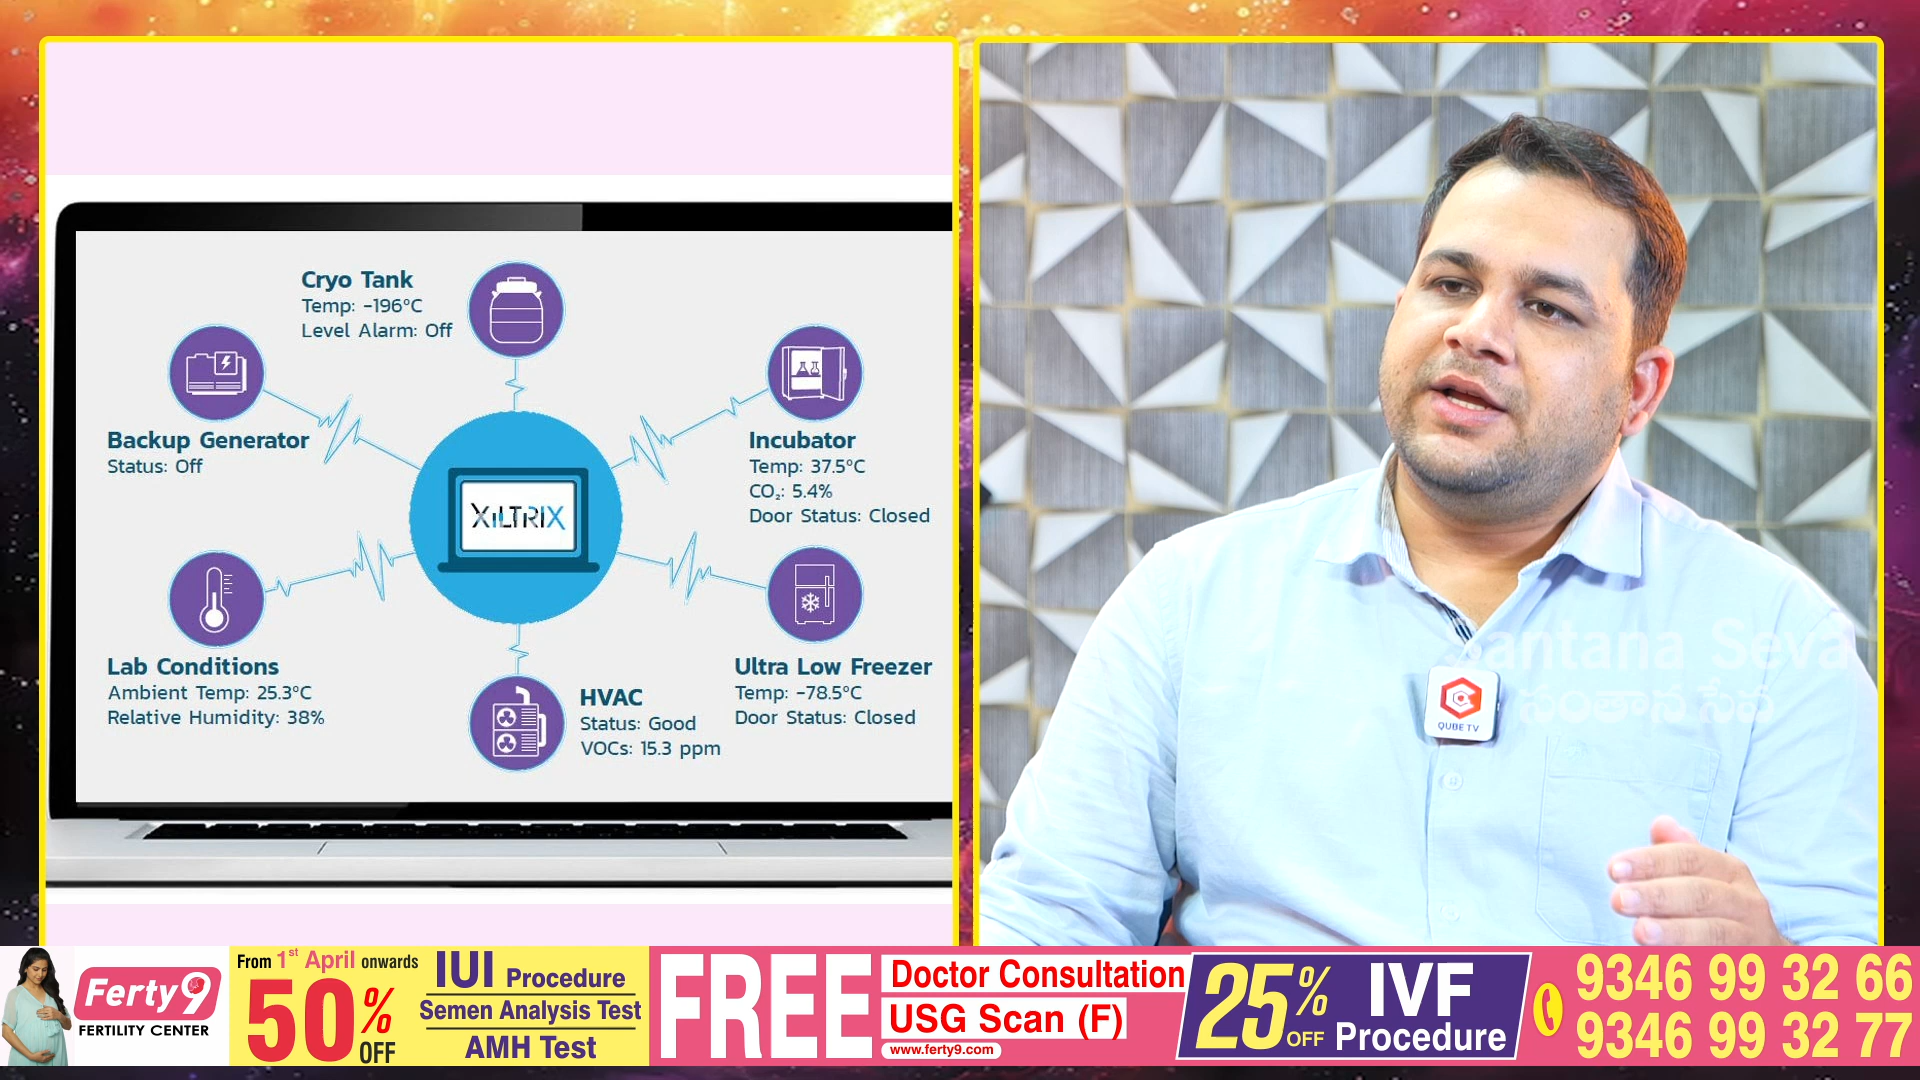 Cryo Tank
Temp: -196°C
Level Alarm: Off
Backup Generator
Status: Off
Incubator
Temp: 37.5°C
CO₂: 5.4%
Door Status: Closed
XiLTRIX
Lab Conditions
Ambient Temp: 25.3°C
Relative Humidity: 38%
HVAC
Status: Good
VOCs: 15.3 ppm
Ultra Low Freezer
Temp: -78.5°C
Door Status: Closed
Santana Seva
సంతాన సేవ
QUBE TV
Ferty9
FERTILITY CENTER
From 1st April onwards
50% OFF
IUI Procedure
Semen Analysis Test
AMH Test
FREE
Doctor Consultation
USG Scan (F)
www.ferty9.com
25% OFF
IVF
Procedure
9346 99 32 66
9346 99 32 77